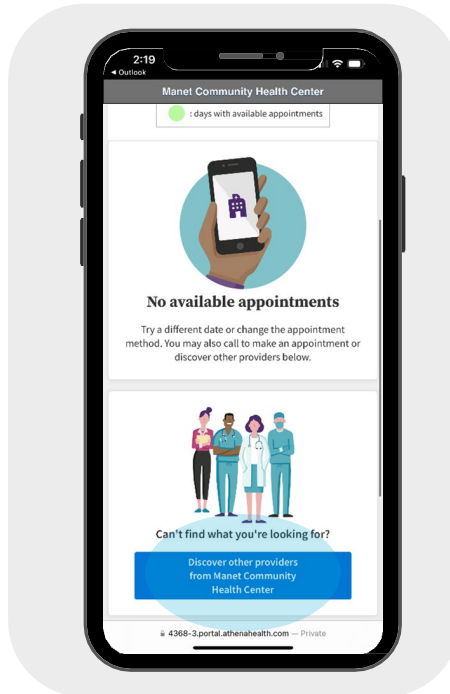 2:19
◀ Outlook
Manet Community Health Center
: days with available appointments
No available appointments
Try a different date or change the appointment
method. You may also call to make an appointment or
discover other providers below.
Can't find what you're looking for?
Discover other providers
from Manet Community
Health Center
4368-3.portal.athenahealth.com — Private